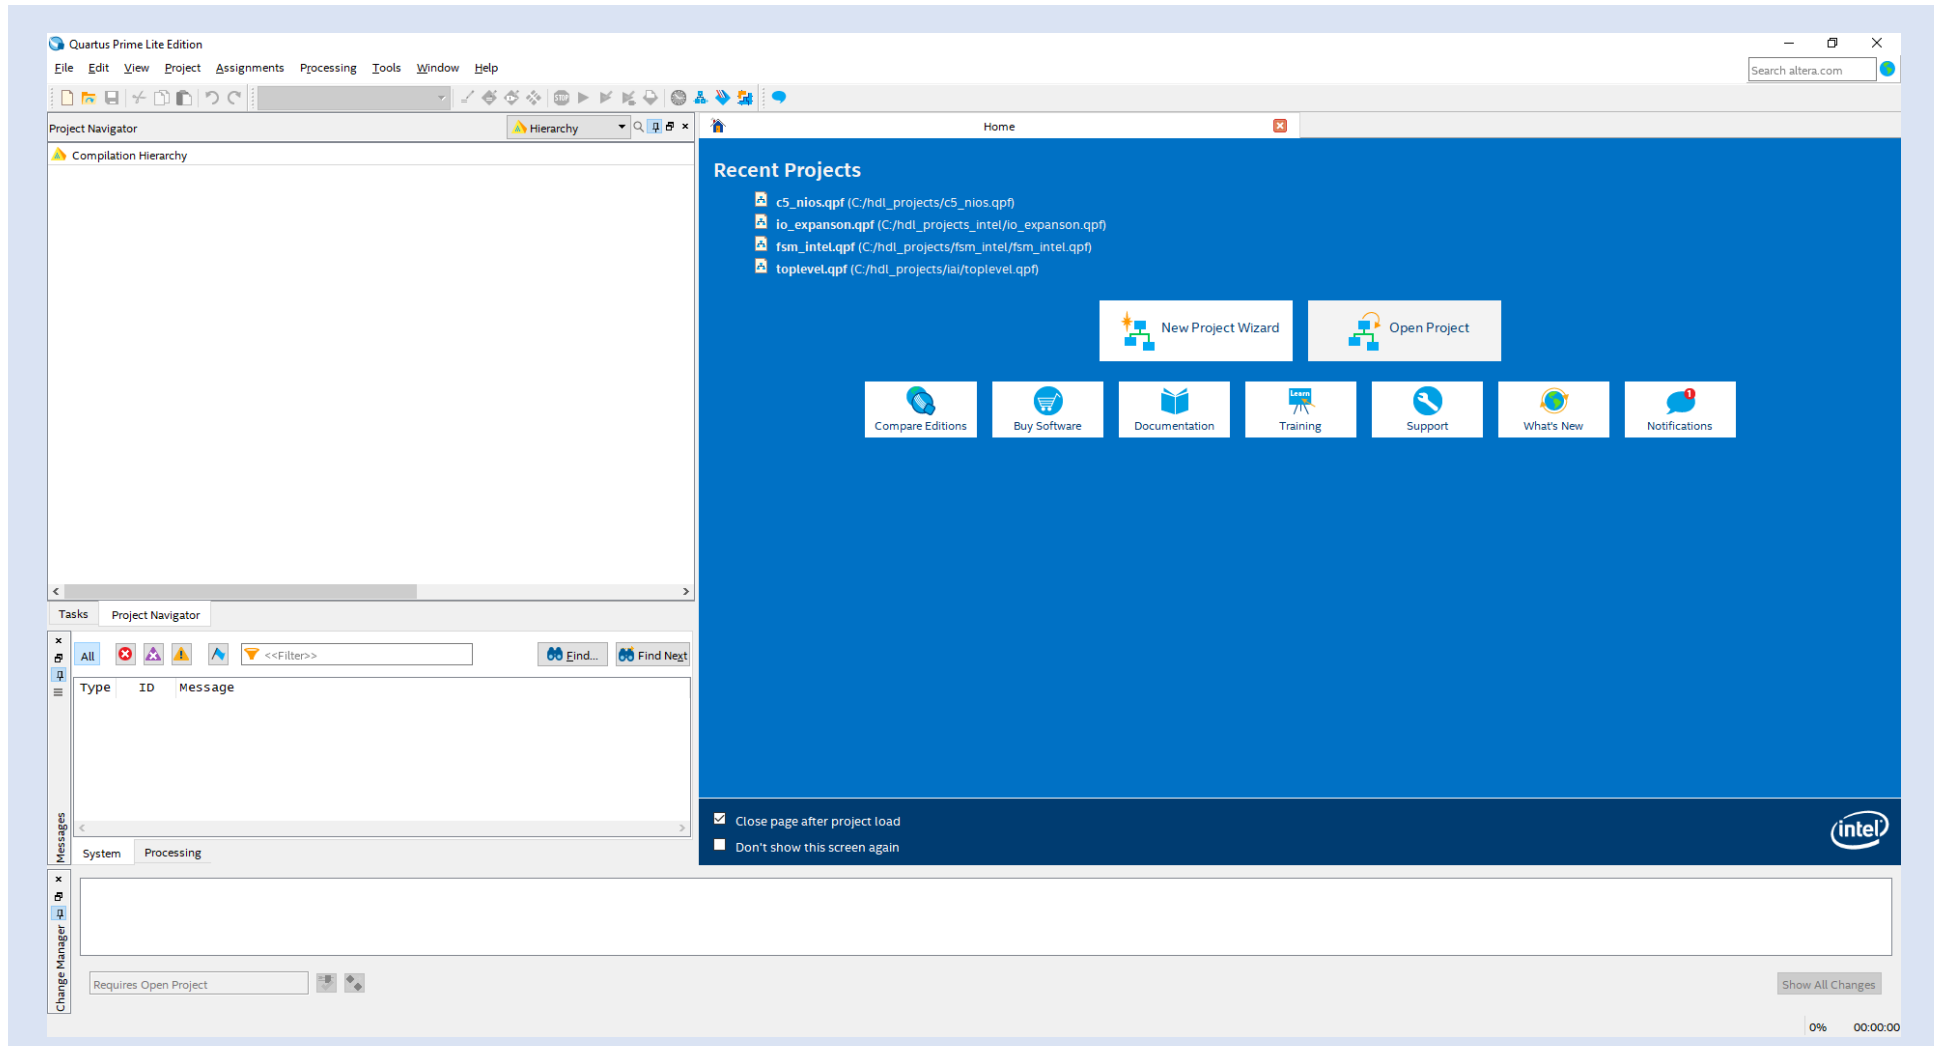 Quartus Prime Lite Edition
File Edit View Project Assignments Processing Tools Window Help
Search altera.com
STOP
Project Navigator
Hierarchy
Home
Compilation Hierarchy
Recent Projects
c5_nios.qpf (C:/hdl_projects/c5_nios.qpf)
io_expanson.qpf (C:/hdl_projects_intel/io_expanson.qpf)
fsm_intel.qpf (C:/hdl_projects/fsm_intel/fsm_intel.qpf)
toplevel.qpf (C:/hdl_projects/iai/toplevel.qpf)
New Project Wizard
Open Project
Learn
1
Compare Editions
Buy Software
Documentation
Training
Support
What's New
Notifications
Tasks
Project Navigator
All
<<Filter>>
Find...
Find Next
Type ID Message
Messages
System
Processing
Close page after project load
Don't show this screen again
intel
Change Manager
Requires Open Project
Show All Changes
0% 00:00:00